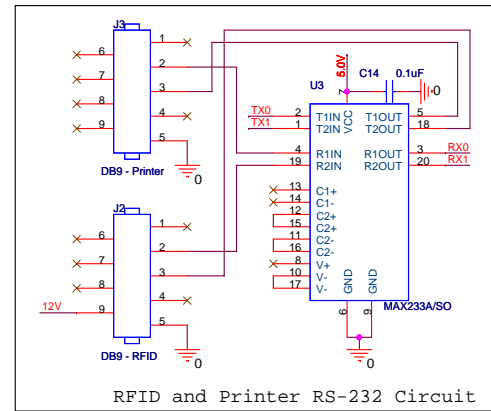 J3
1
6
2
7
3
8
4
9
5
0
DB9 - Printer
J2
1
6
2
7
3
8
4
12V
9
5
0
DB9 - RFID
5.0V
C14
0.1uF
0
U3
7
TX0
2
T1IN
VCC
T1OUT
5
TX1
1
T2IN
T2OUT
18
4
R1IN
R1OUT
3
RX0
19
R2IN
R2OUT
20
RX1
13
C1+
14
C1-
12
C2+
15
C2+
11
C2-
16
C2-
8
V+
10
V-
17
V-
GND
GND
6
9
MAX233A/SO
0
RFID and Printer RS-232 Circuit